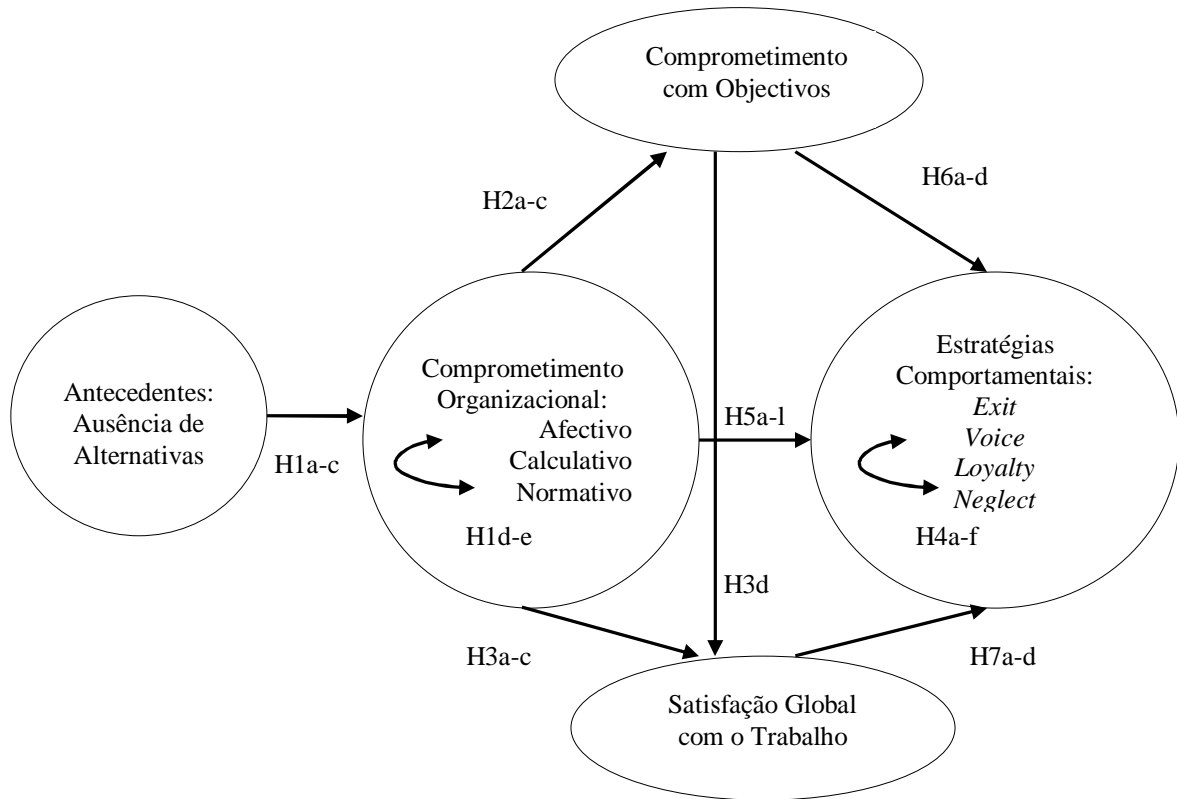 Comprometimento
com Objectivos
H2a-c
H6a-d
Antecedentes:
Ausência de
Alternativas
H1a-c
Comprometimento
Organizacional:
Afectivo
Calculativo
Normativo
H1d-e
H5a-l
Estratégias
Comportamentais:
Exit
Voice
Loyalty
Neglect
H4a-f
H3d
H3a-c
H7a-d
Satisfação Global
com o Trabalho